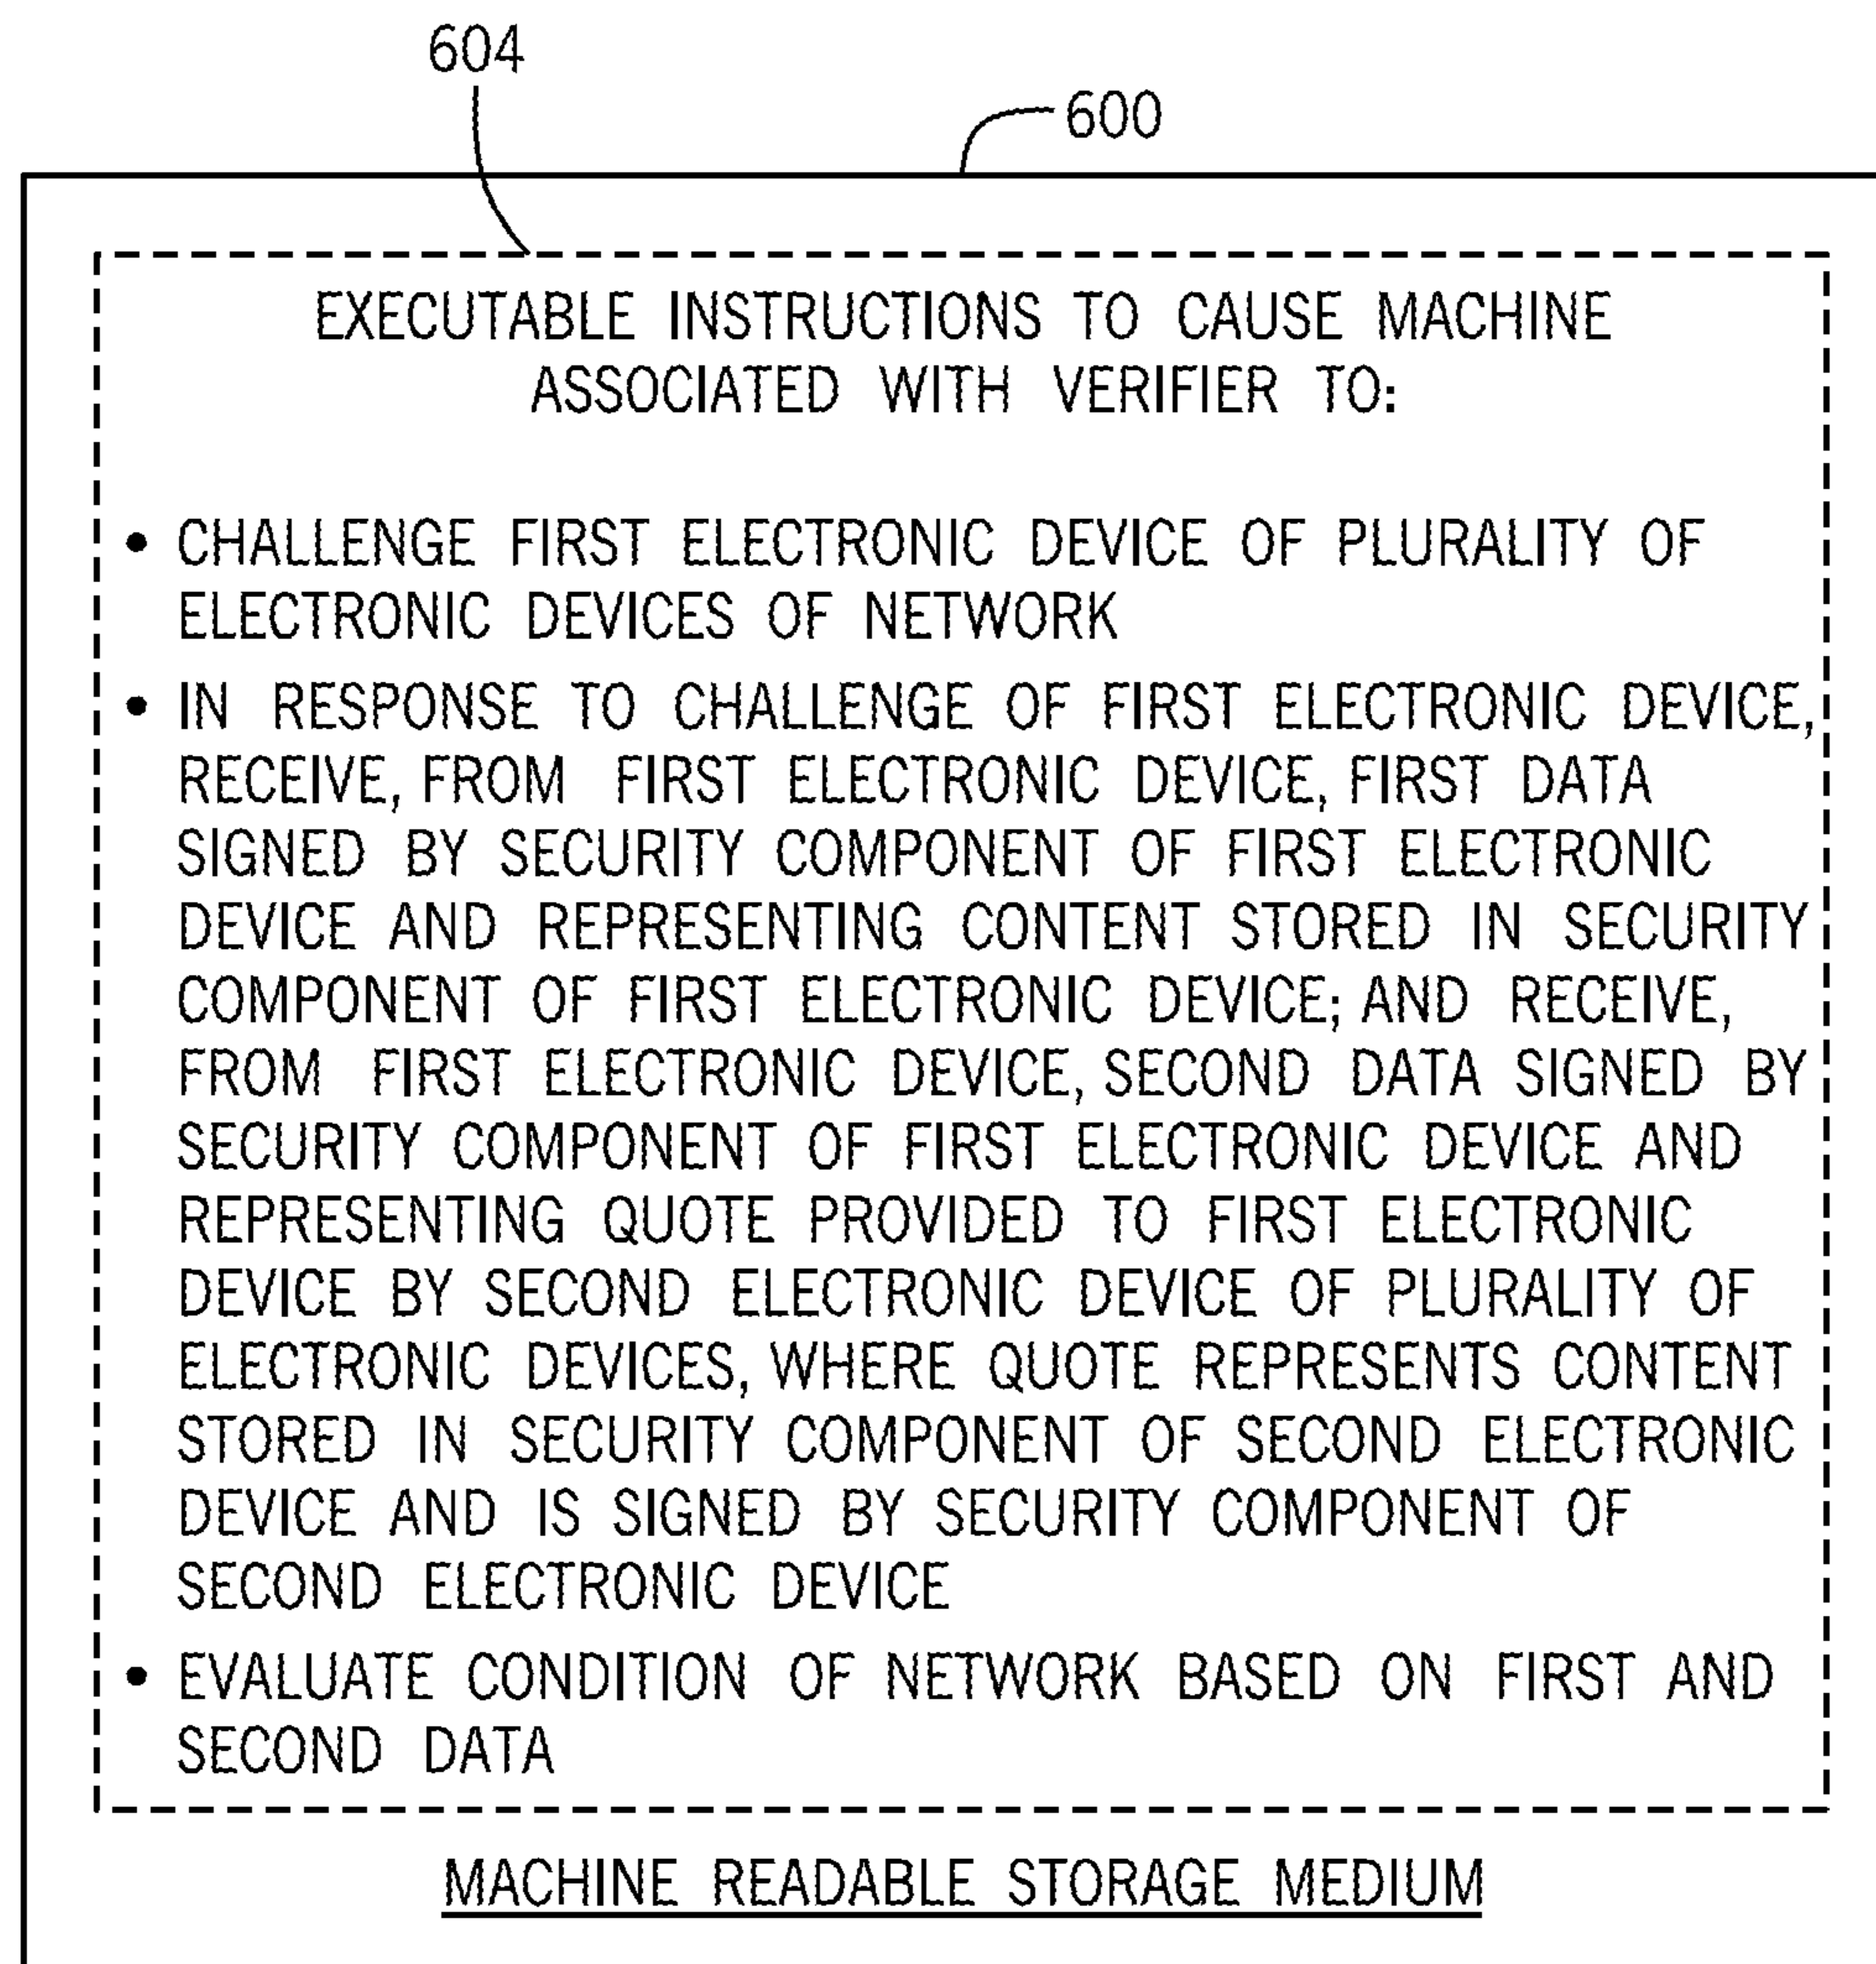 604
600
EXECUTABLE INSTRUCTIONS TO CAUSE MACHINE
ASSOCIATED WITH VERIFIER TO:
• CHALLENGE FIRST ELECTRONIC DEVICE OF PLURALITY OF
ELECTRONIC DEVICES OF NETWORK
• IN RESPONSE TO CHALLENGE OF FIRST ELECTRONIC DEVICE,
RECEIVE, FROM FIRST ELECTRONIC DEVICE, FIRST DATA
SIGNED BY SECURITY COMPONENT OF FIRST ELECTRONIC
DEVICE AND REPRESENTING CONTENT STORED IN SECURITY
COMPONENT OF FIRST ELECTRONIC DEVICE; AND RECEIVE,
FROM FIRST ELECTRONIC DEVICE, SECOND DATA SIGNED BY
SECURITY COMPONENT OF FIRST ELECTRONIC DEVICE AND
REPRESENTING QUOTE PROVIDED TO FIRST ELECTRONIC
DEVICE BY SECOND ELECTRONIC DEVICE OF PLURALITY OF
ELECTRONIC DEVICES, WHERE QUOTE REPRESENTS CONTENT
STORED IN SECURITY COMPONENT OF SECOND ELECTRONIC
DEVICE AND IS SIGNED BY SECURITY COMPONENT OF
SECOND ELECTRONIC DEVICE
• EVALUATE CONDITION OF NETWORK BASED ON FIRST AND
SECOND DATA
MACHINE READABLE STORAGE MEDIUM